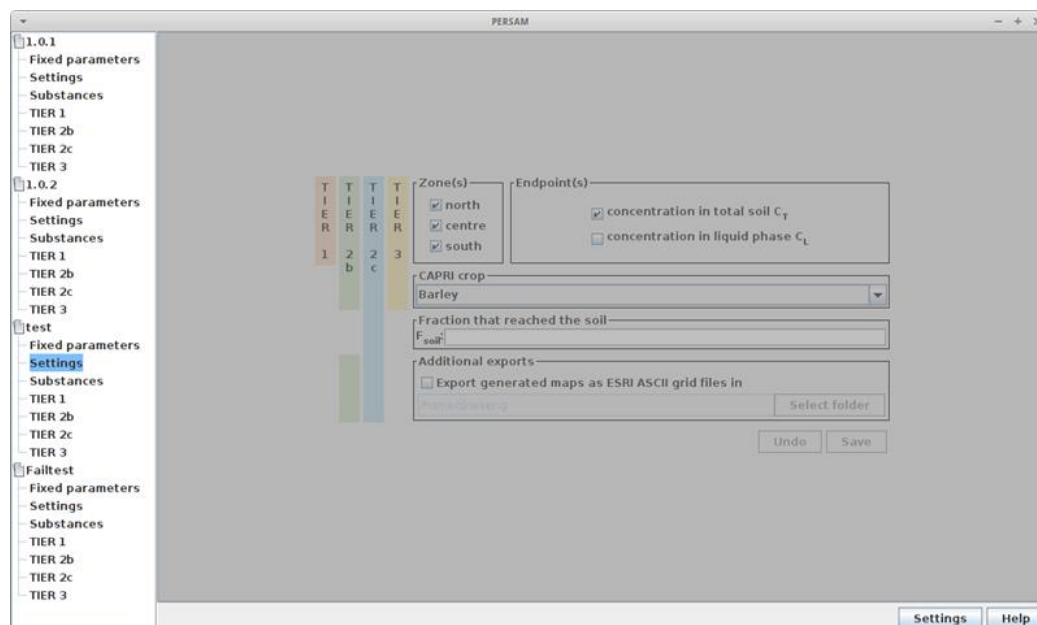 PERSAM
1.0.1
Fixed parameters
Settings
Substances
TIER 1
TIER 2b
TIER 2c
TIER 3
1.0.2
Fixed parameters
Settings
Substances
TIER 1
TIER 2b
TIER 2c
TIER 3
test
Fixed parameters
Settings
Substances
TIER 1
TIER 2b
TIER 2c
TIER 3
Failtest
Fixed parameters
Settings
Substances
TIER 1
TIER 2b
TIER 2c
TIER 3
TIER 1
TIER 2b
TIER 2c
TIER 3
Zone(s)
north
centre
south
Endpoint(s)
concentration in total soil C_T
concentration in liquid phase C_L
CAPRI crop
Barley
Fraction that reached the soil
F_soil:
Additional exports
Export generated maps as ESRI ASCII grid files in
Select folder
Undo
Save
Settings
Help